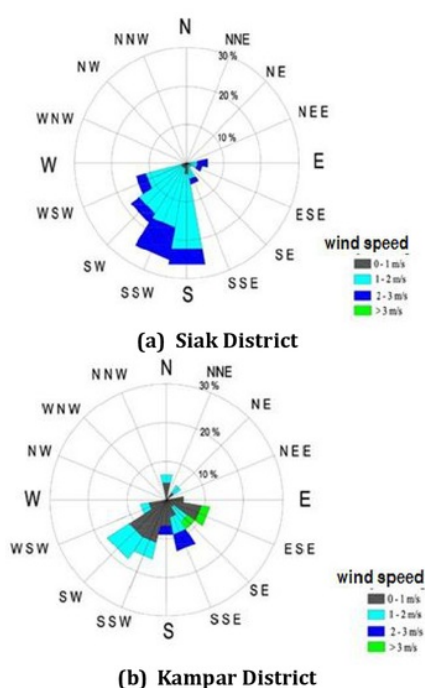 N
NNW
NNE
30%
NW
NE
20%
WNW
NEE
10%
W
E
WSW
ESE
SW
SE
SSW
SSE
S
wind speed
0 - 1 m/s
1 - 2 m/s
2 - 3 m/s
> 3 m/s
(a) Siak District
N
NNW
NNE
30%
WNW
NE
20%
NW
NEE
10%
W
E
WSW
ESE
SW
SE
SSW
SSE
S
wind speed
0 - 1 m/s
1 - 2 m/s
2 - 3 m/s
> 3 m/s
(b) Kampar District